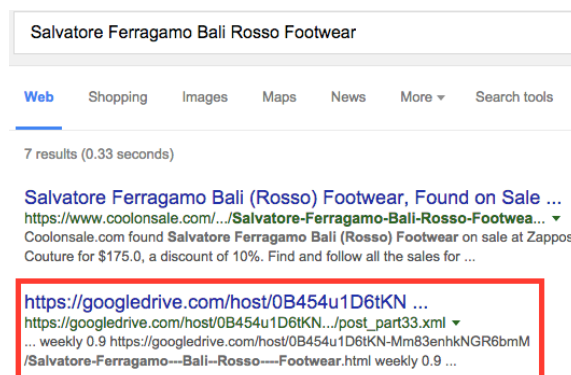 Salvatore Ferragamo Bali Rosso Footwear
Web Shopping Images Maps News More Search tools
7 results (0.33 seconds)
Salvatore Ferragamo Bali (Rosso) Footwear, Found on Sale ...
https://www.coolonsale.com/.../Salvatore-Ferragamo-Bali-Rosso-Footwea...
Coolonsale.com found Salvatore Ferragamo Bali (Rosso) Footwear on sale at Zappos
Couture for $175.0, a discount of 10%. Find and follow all the sales for ...
https://googledrive.com/host/0B454u1D6tKN ...
https://googledrive.com/host/0B454u1D6tKN.../post_part33.xml
... weekly 0.9 https://googledrive.com/host/0B454u1D6tKN-Mm83enhkNGR6bmM
/Salvatore-Ferragamo---Bali--Rosso----Footwear.html weekly 0.9 ...